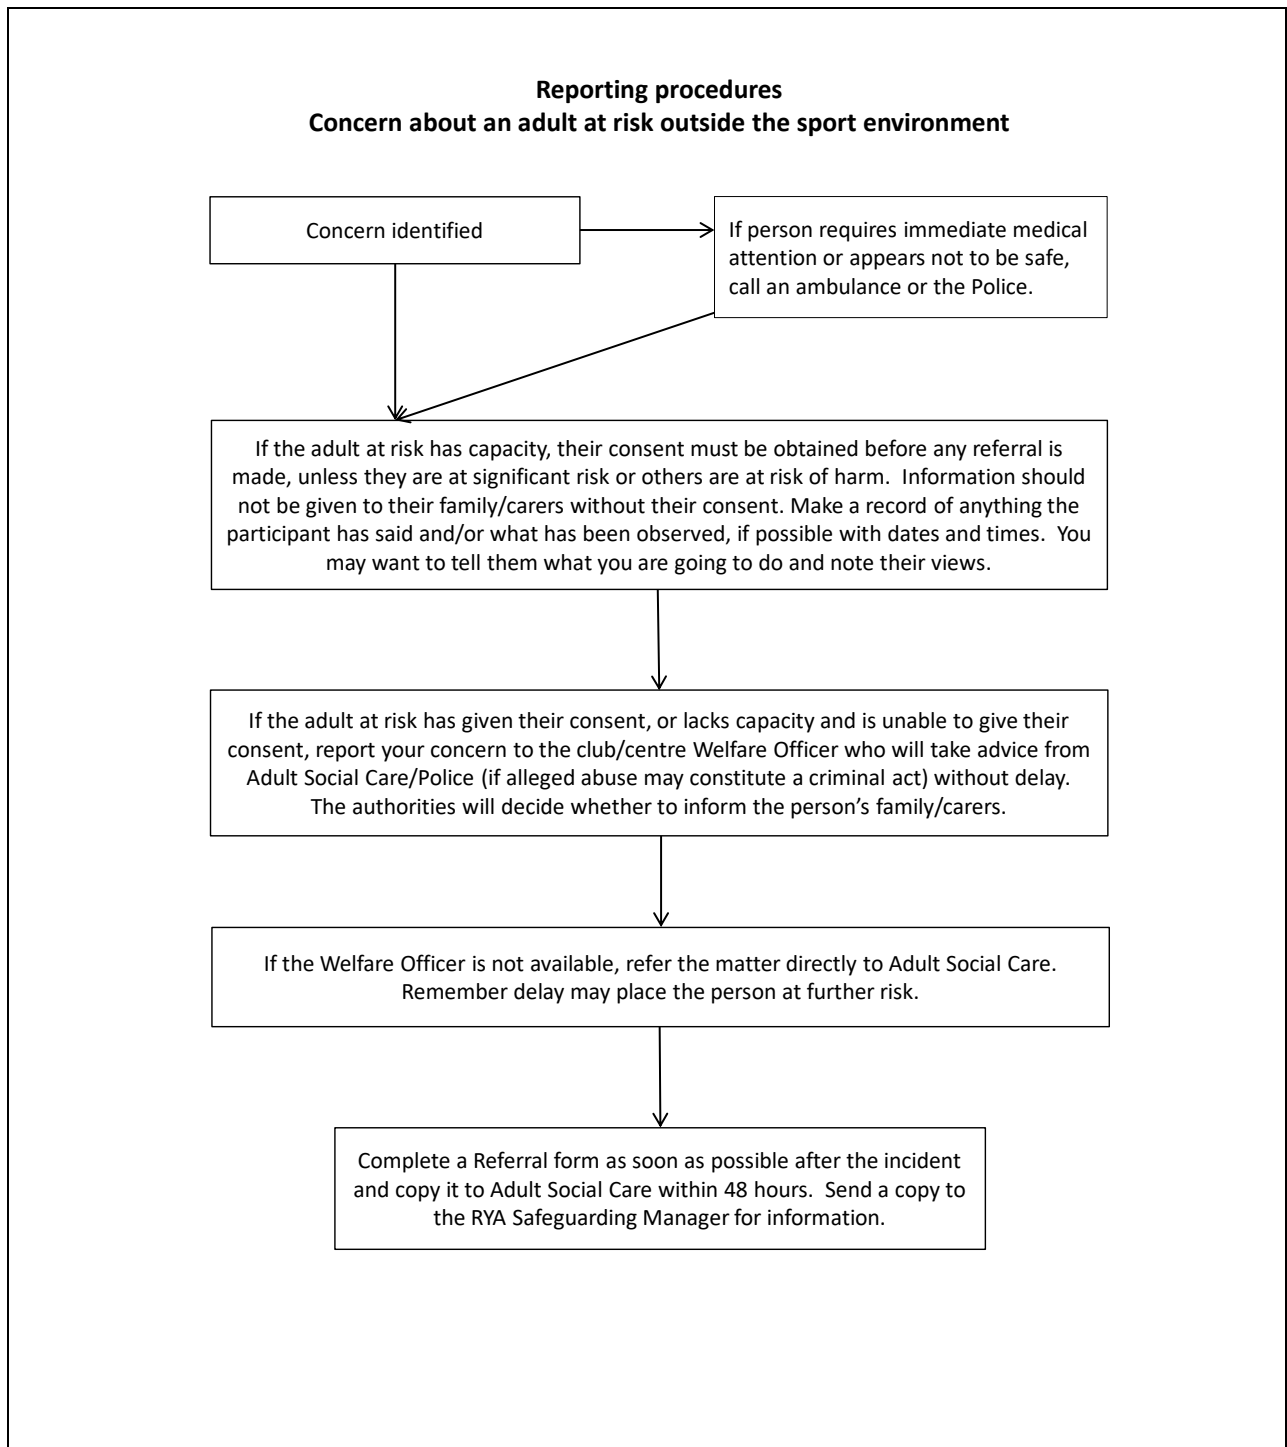 Reporting procedures
Concern about an adult at risk outside the sport environment
Concern identified
If person requires immediate medical
attention or appears not to be safe,
call an ambulance or the Police.
If the adult at risk has capacity, their consent must be obtained before any referral is
made, unless they are at significant risk or others are at risk of harm.  Information should
not be given to their family/carers without their consent. Make a record of anything the
participant has said and/or what has been observed, if possible with dates and times.  You
may want to tell them what you are going to do and note their views.
If the adult at risk has given their consent, or lacks capacity and is unable to give their
consent, report your concern to the club/centre Welfare Officer who will take advice from
Adult Social Care/Police (if alleged abuse may constitute a criminal act) without delay.
The authorities will decide whether to inform the person’s family/carers.
If the Welfare Officer is not available, refer the matter directly to Adult Social Care.
Remember delay may place the person at further risk.
Complete a Referral form as soon as possible after the incident
and copy it to Adult Social Care within 48 hours.  Send a copy to
the RYA Safeguarding Manager for information.